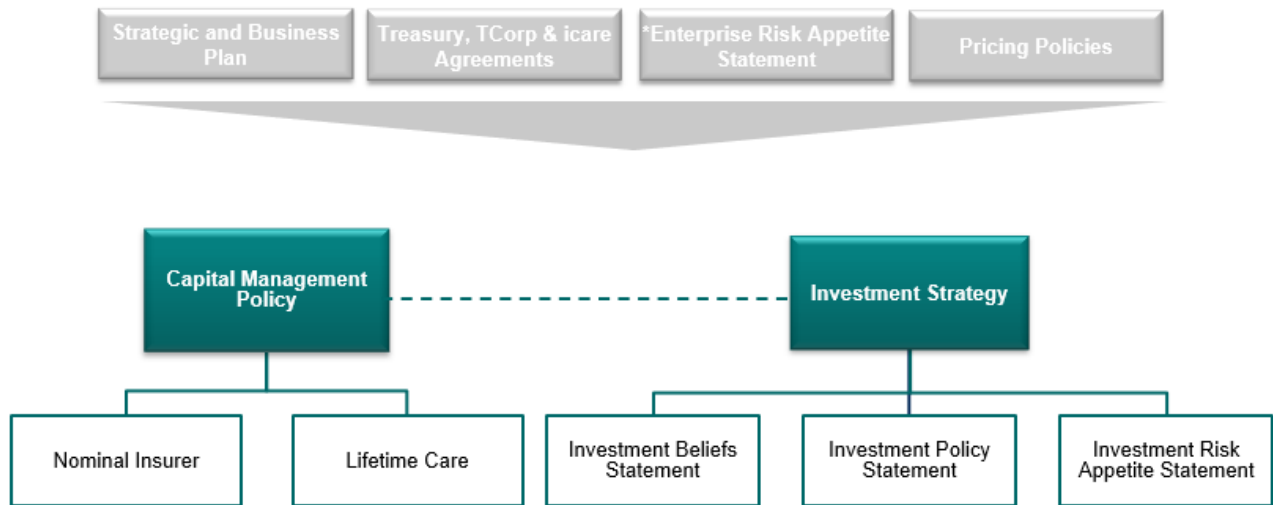 Strategic and Business
Plan
Treasury, TCorp & icare
Agreements
*Enterprise Risk Appetite
Statement
Pricing Policies
Capital Management
Policy
Investment Strategy
Nominal Insurer
Lifetime Care
Investment Beliefs
Statement
Investment Policy
Statement
Investment Risk
Appetite Statement